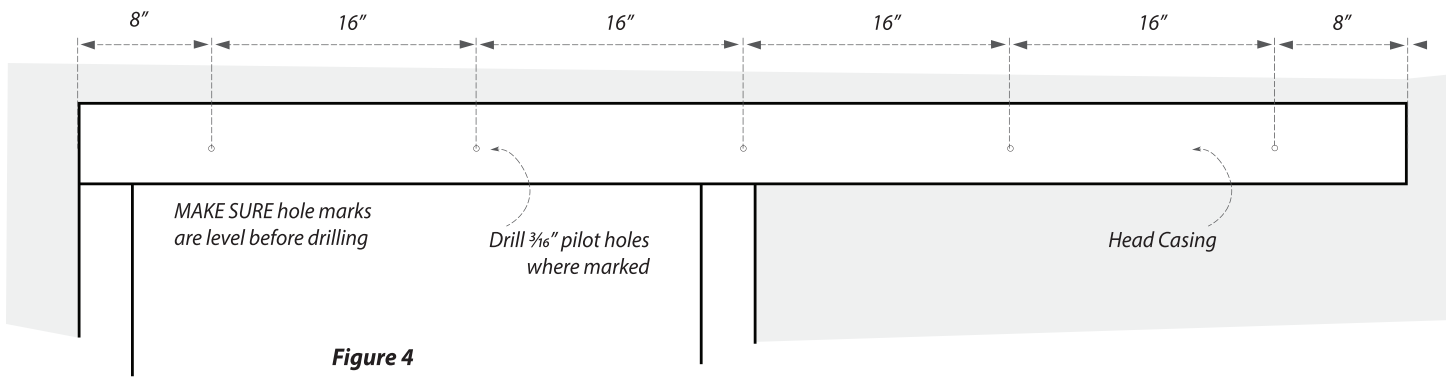 8”
16”
16”
16”
16”
8”
MAKE SURE hole marks
are level before drilling
Drill 3⁄16” pilot holes
where marked
Head Casing
Figure 4